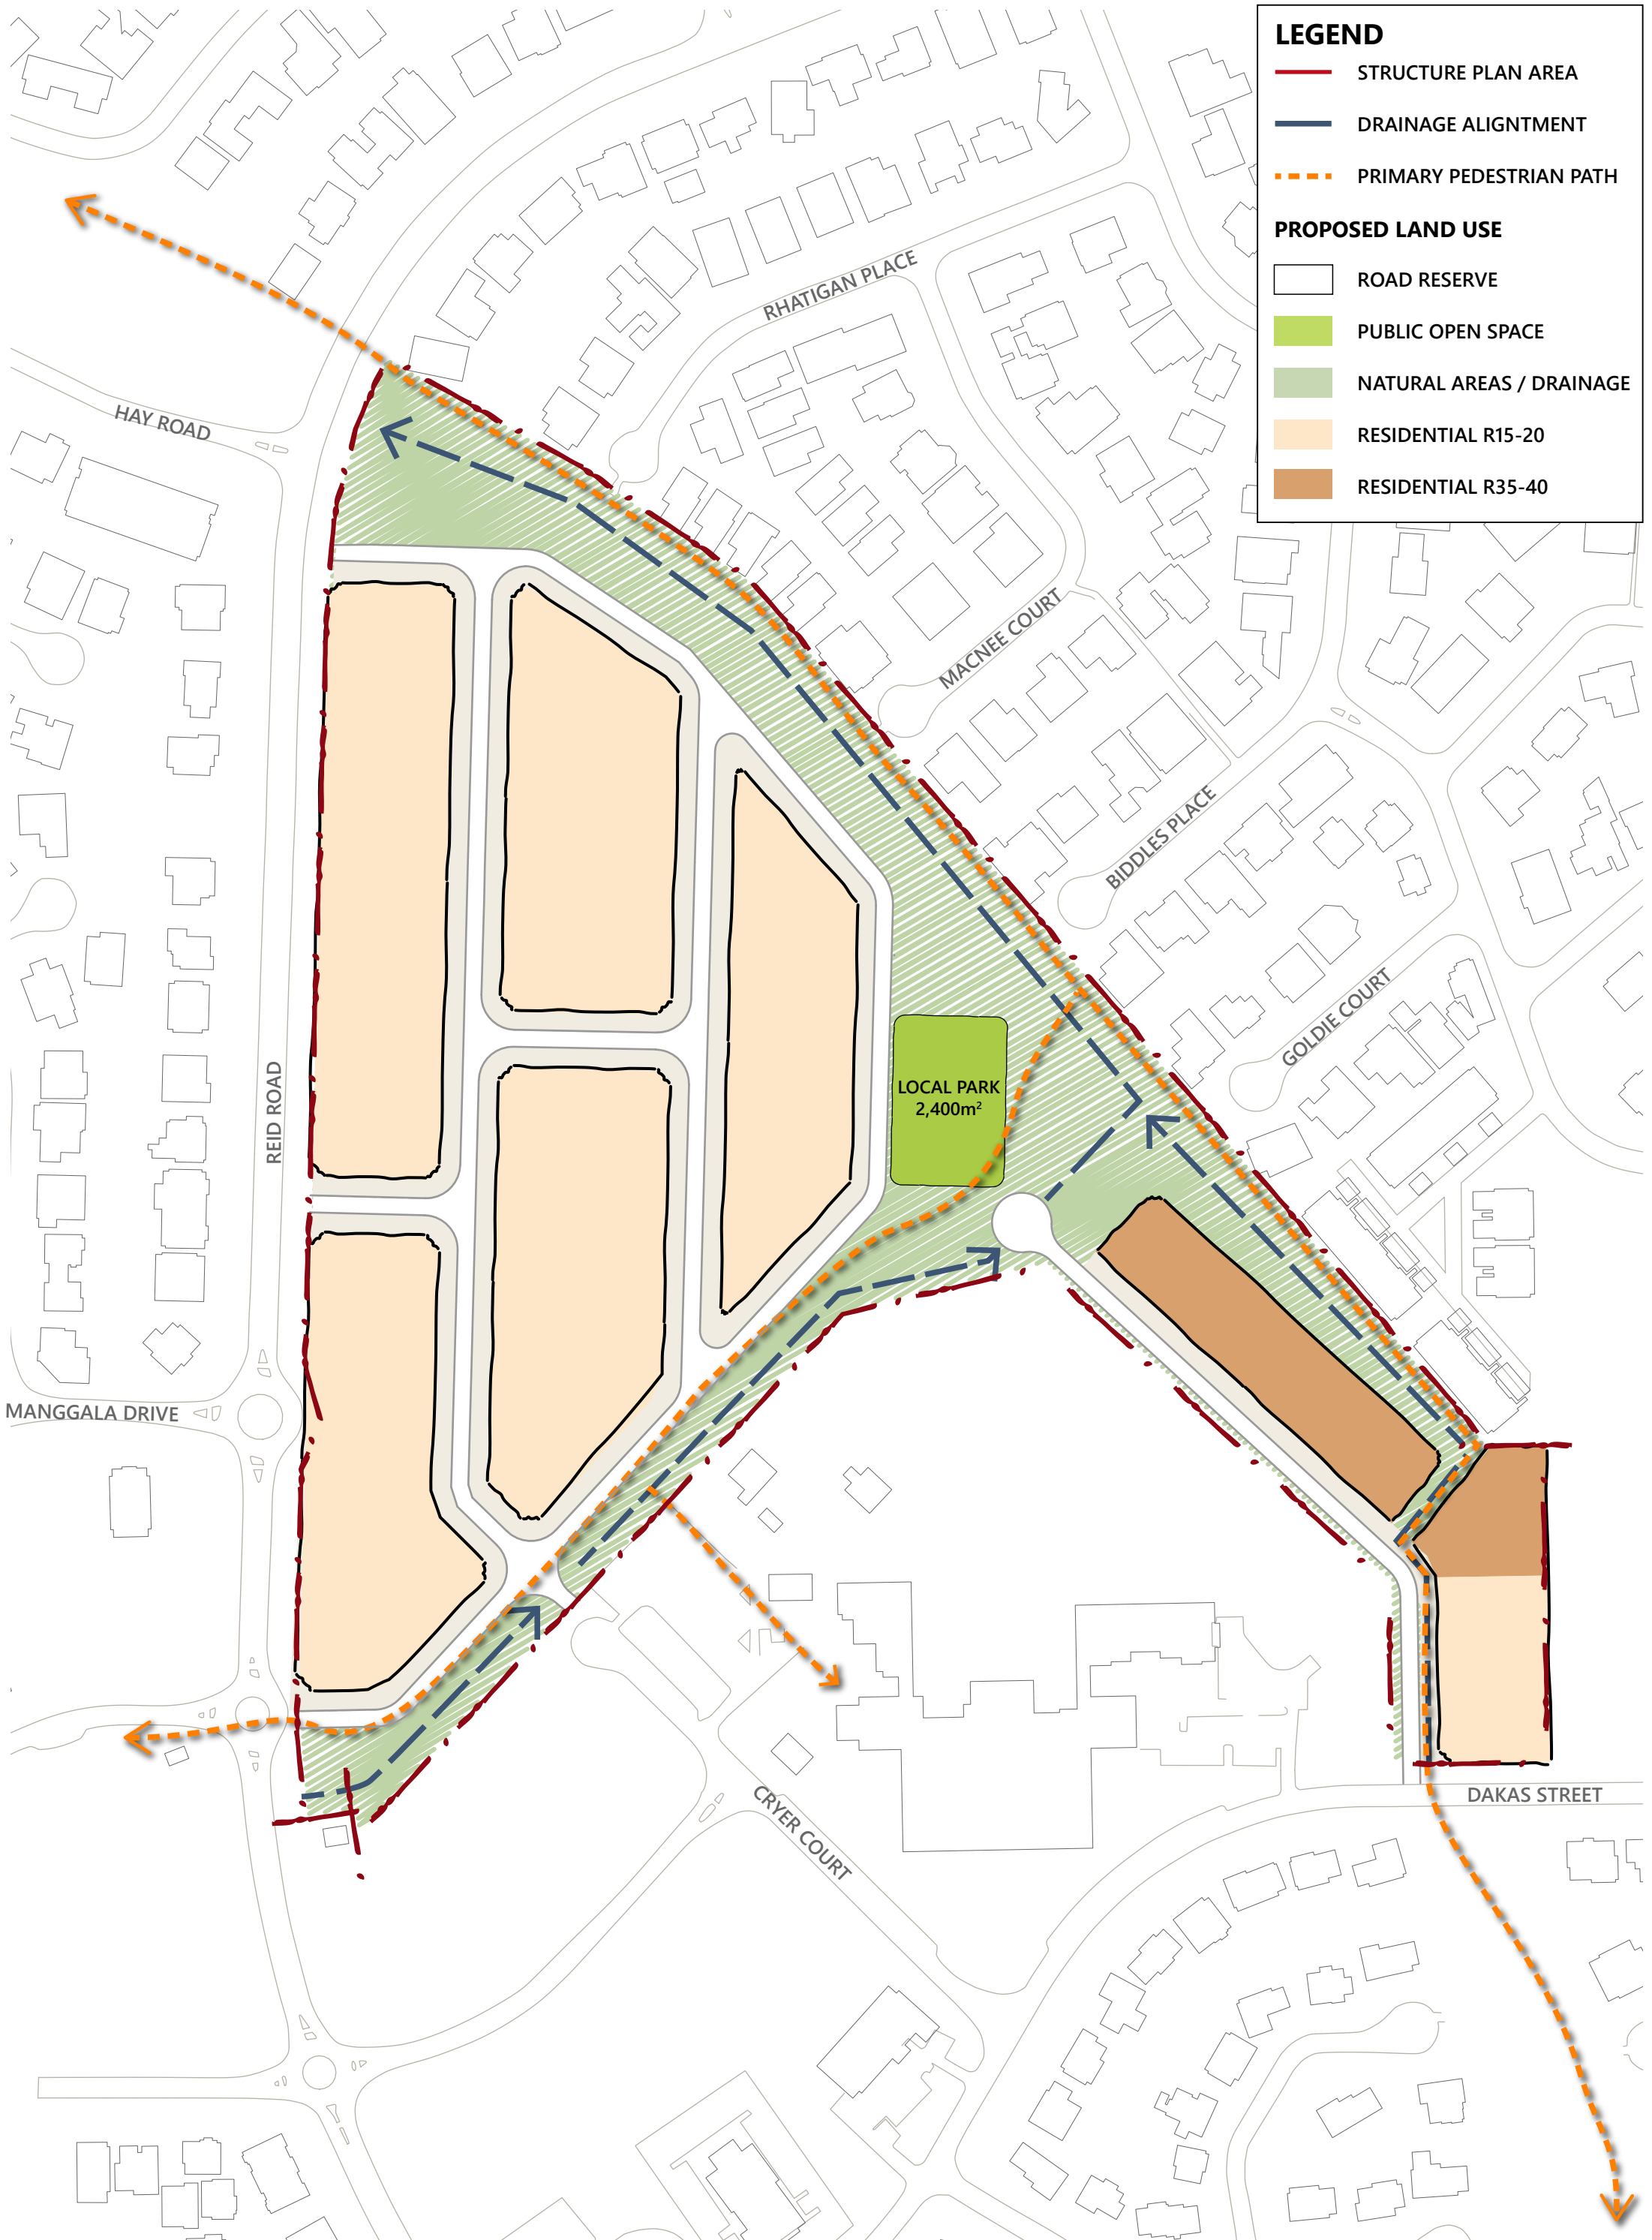 LEGEND
STRUCTURE PLAN AREA
DRAINAGE ALIGNTMENT
PRIMARY PEDESTRIAN PATH
PROPOSED LAND USE
ROAD RESERVE
PUBLIC OPEN SPACE
NATURAL AREAS / DRAINAGE
RESIDENTIAL R15-20
RESIDENTIAL R35-40
RHATIGAN PLACE
HAY ROAD
MACNEE COURT
BIDDLES PLACE
GOLDIE COURT
REID ROAD
LOCAL PARK
2,400m²
MANGGALA DRIVE
CRYER COURT
DAKAS STREET